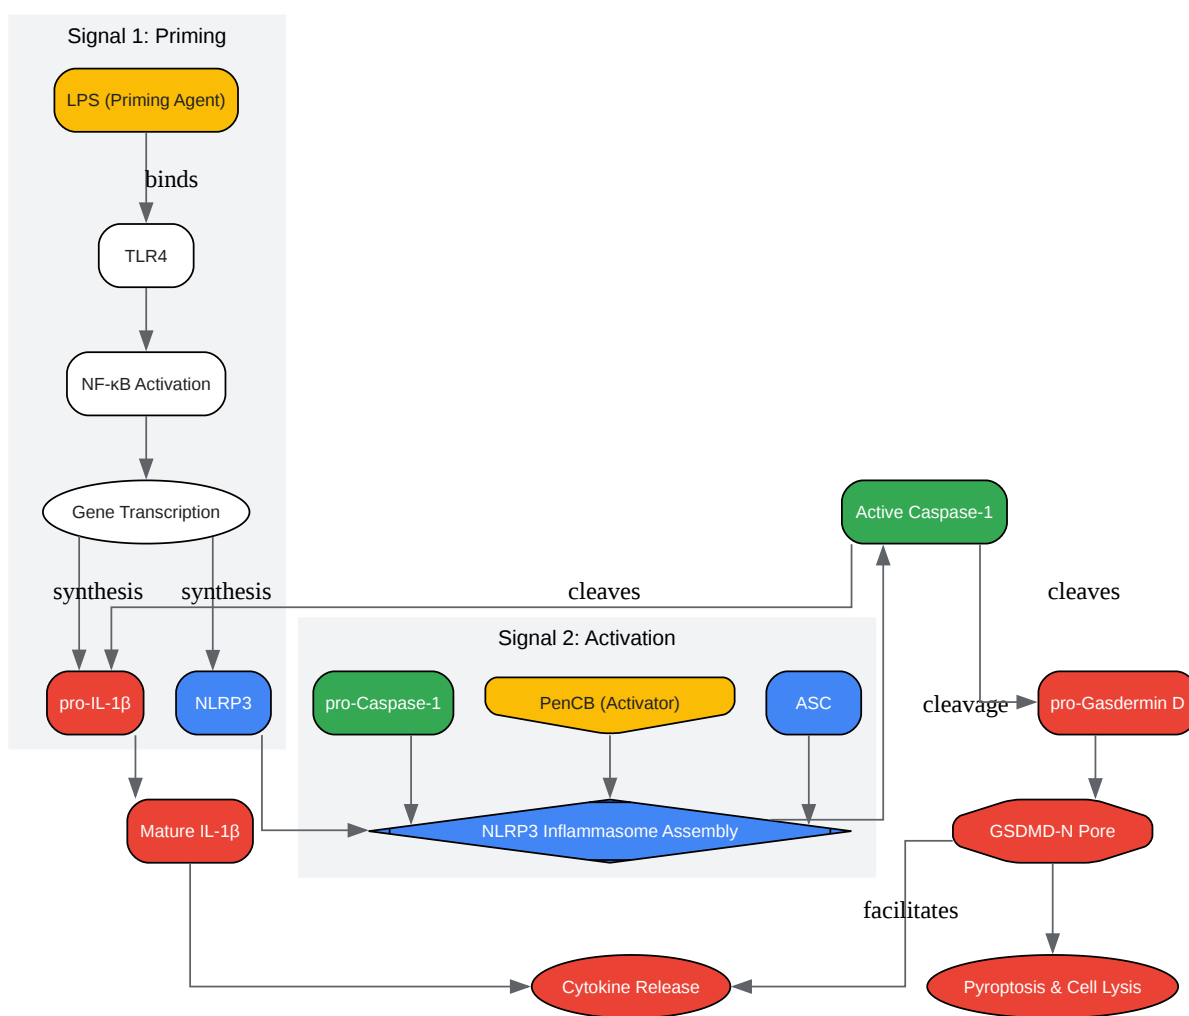 Signal 1: Priming
LPS (Priming Agent)
binds
TLR4
NF-κB Activation
Gene Transcription
Active Caspase-1
synthesis
synthesis
cleaves
cleaves
Signal 2: Activation
pro-IL-1β
NLRP3
pro-Caspase-1
PenCB (Activator)
ASC
cleavage
pro-Gasdermin D
Mature IL-1β
NLRP3 Inflammasome Assembly
GSDMD-N Pore
facilitates
Cytokine Release
Pyroptosis & Cell Lysis